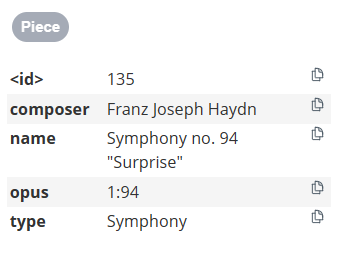 Piece
<id> 135
composer Franz Joseph Haydn
name Symphony no. 94
"Surprise"
opus 1:94
type Symphony